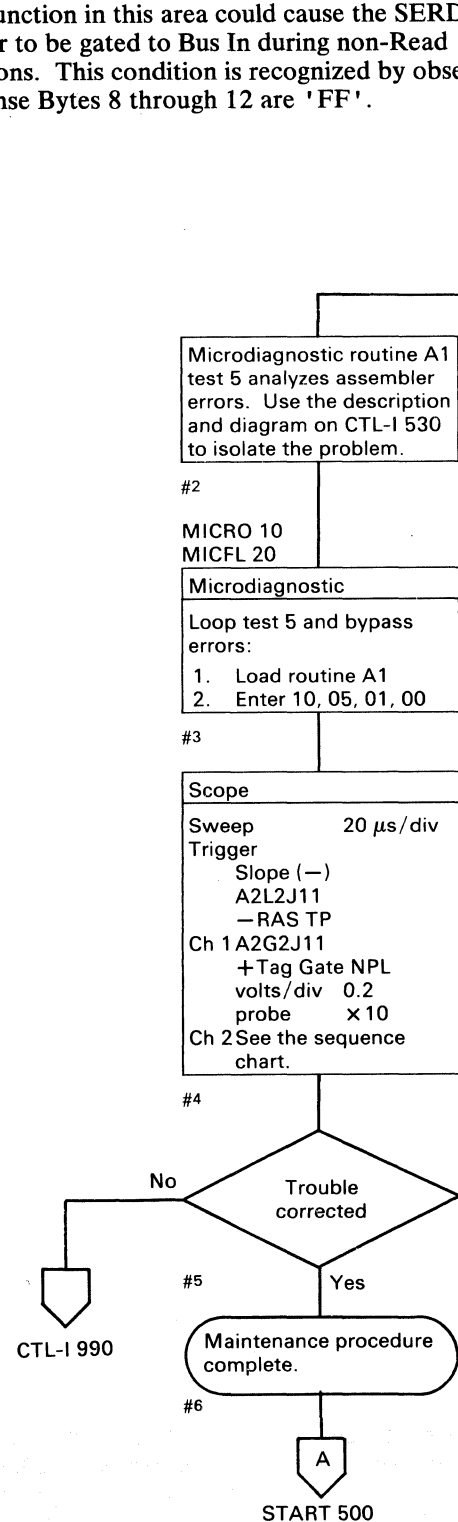 unction in this area could cause the SERD
r to be gated to Bus In during non-Read
ons. This condition is recognized by obse
nse Bytes 8 through 12 are 'FF'.
Microdiagnostic routine A1
test 5 analyzes assembler
errors. Use the description
and diagram on CTL-I 530
to isolate the problem.
#2
MICRO 10
MICFL 20
Microdiagnostic
Loop test 5 and bypass
errors:
1. Load routine A1
2. Enter 10, 05, 01, 00
#3
Scope
Sweep 20 μs/div
Trigger
Slope (—)
A2L2J11
—RAS TP
Ch 1 A2G2J11
+Tag Gate NPL
volts/div 0.2
probe ×10
Ch 2 See the sequence
chart.
#4
No
Trouble
corrected
#5
Yes
CTL-I 990
Maintenance procedure
complete.
#6
A
START 500